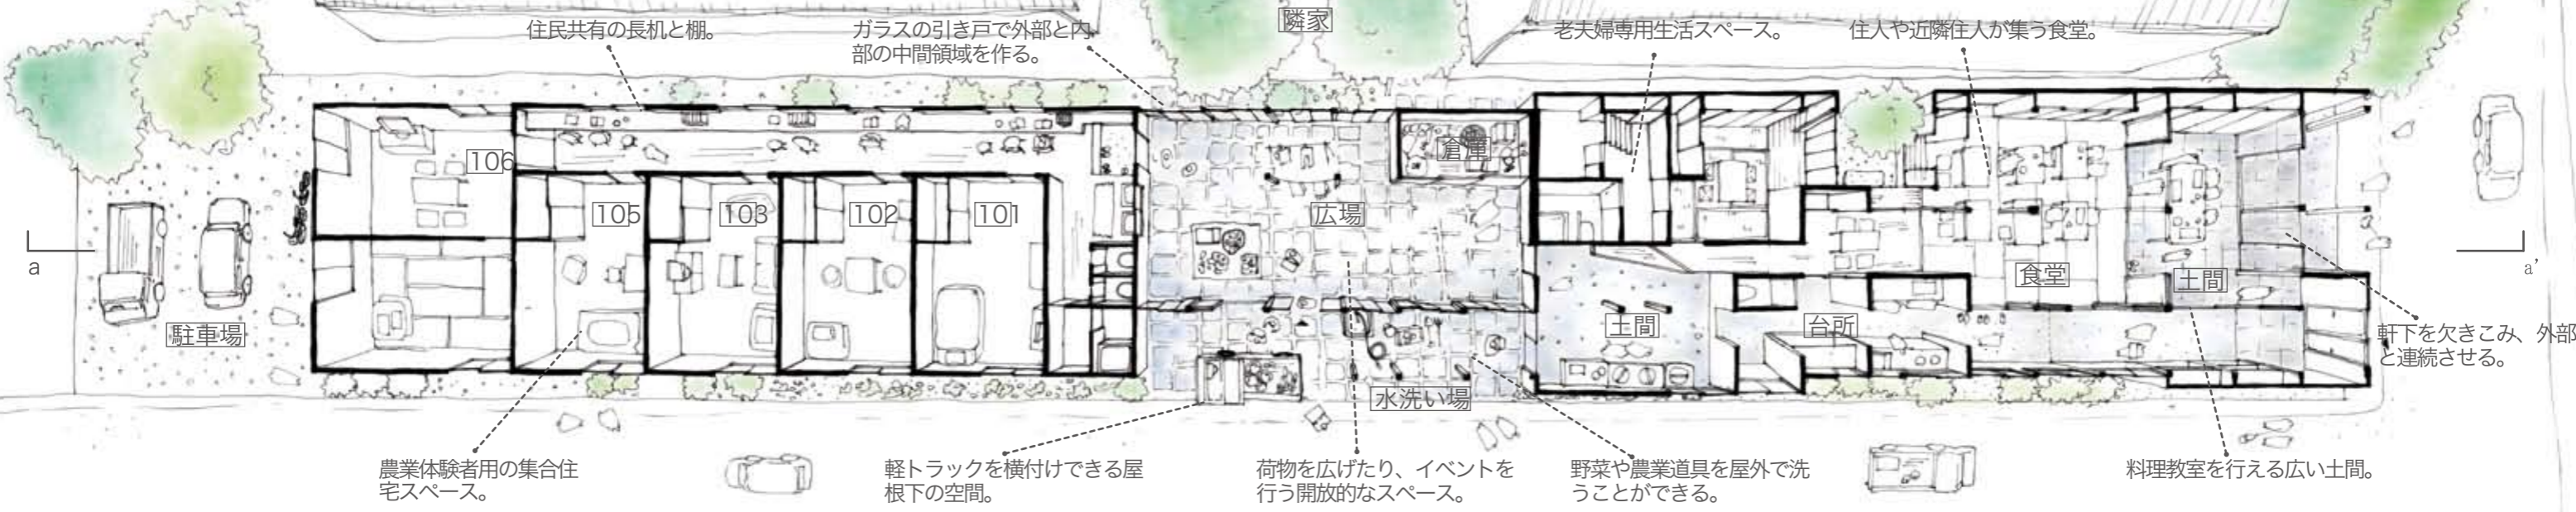 隣家
住民共有の長机と棚。
ガラスの引き戸で外部と内
部の中間領域を作る。
老夫婦専用生活スペース。
住人や近隣住人が集う食堂。
106
105
103
102
101
倉庫
広場
食堂
土間
a
a'
駐車場
土間
台所
水洗い場
軒下を欠きこみ、外部
と連続させる。
農業体験者用の集合住
宅スペース。
軽トラックを横付けできる屋
根下の空間。
荷物を広げたり、イベントを
行う開放的なスペース。
野菜や農業道具を屋外で洗
うことができる。
料理教室を行える広い土間。